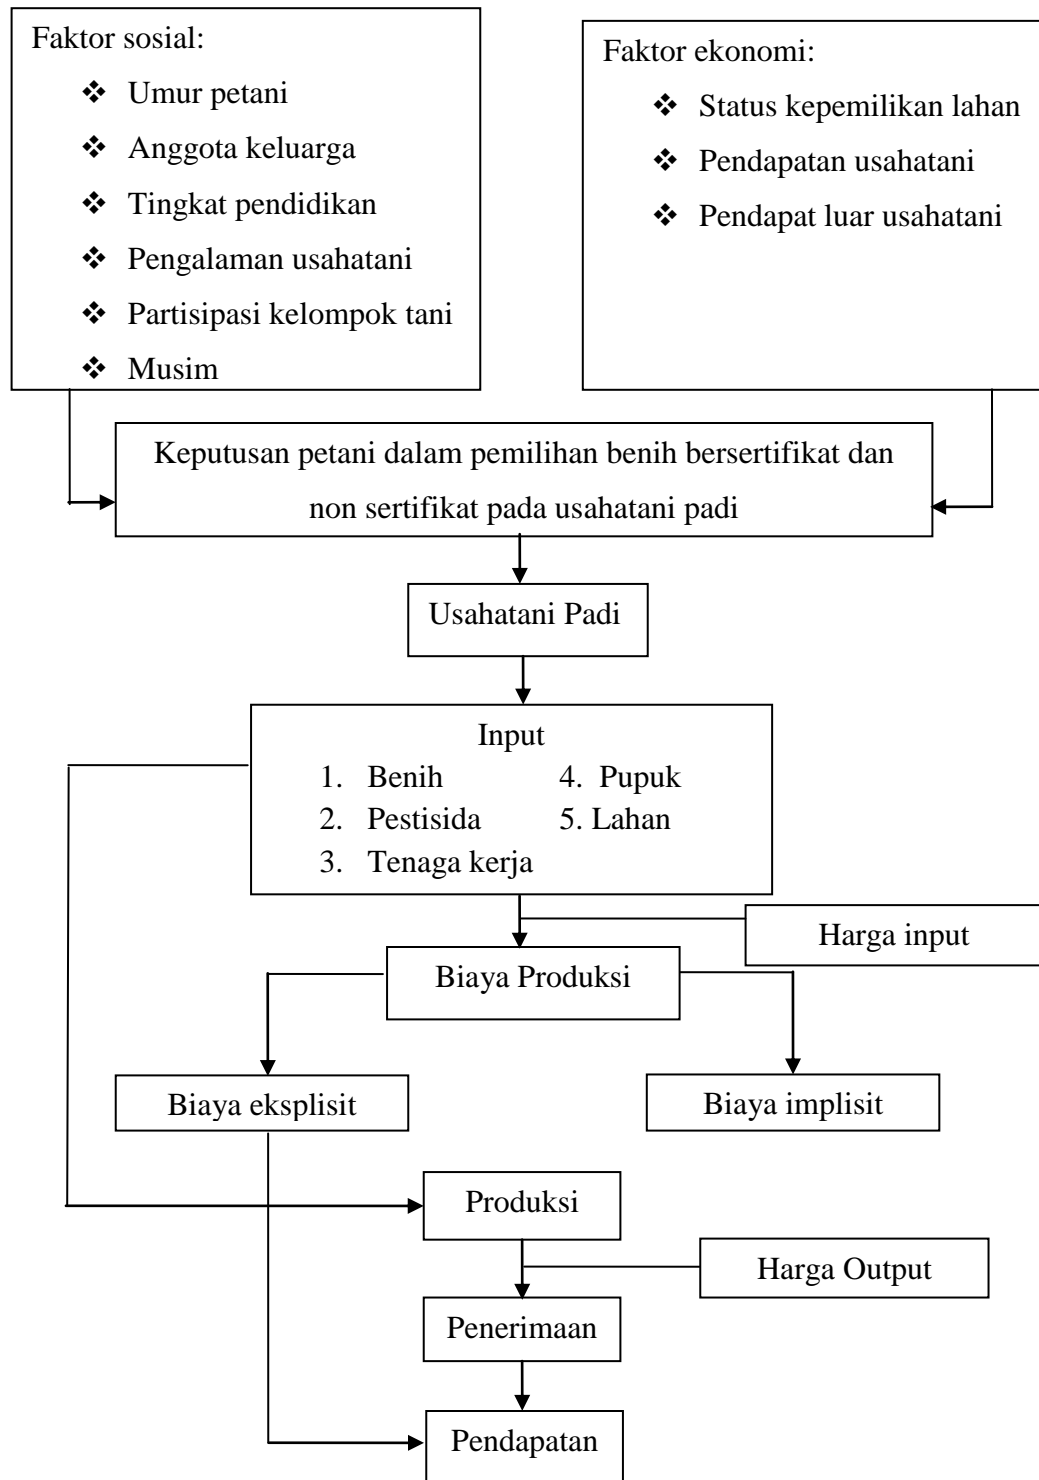 Faktor sosial:
❖ Umur petani
❖ Anggota keluarga
❖ Tingkat pendidikan
❖ Pengalaman usahatani
❖ Partisipasi kelompok tani
❖ Musim
Faktor ekonomi:
❖ Status kepemilikan lahan
❖ Pendapatan usahatani
❖ Pendapat luar usahatani
Keputusan petani dalam pemilihan benih bersertifikat dan
non sertifikat pada usahatani padi
Usahatani Padi
Input
1. Benih
2. Pestisida
3. Tenaga kerja
4. Pupuk
5. Lahan
Harga input
Biaya Produksi
Biaya eksplisit
Biaya implisit
Produksi
Harga Output
Penerimaan
Pendapatan